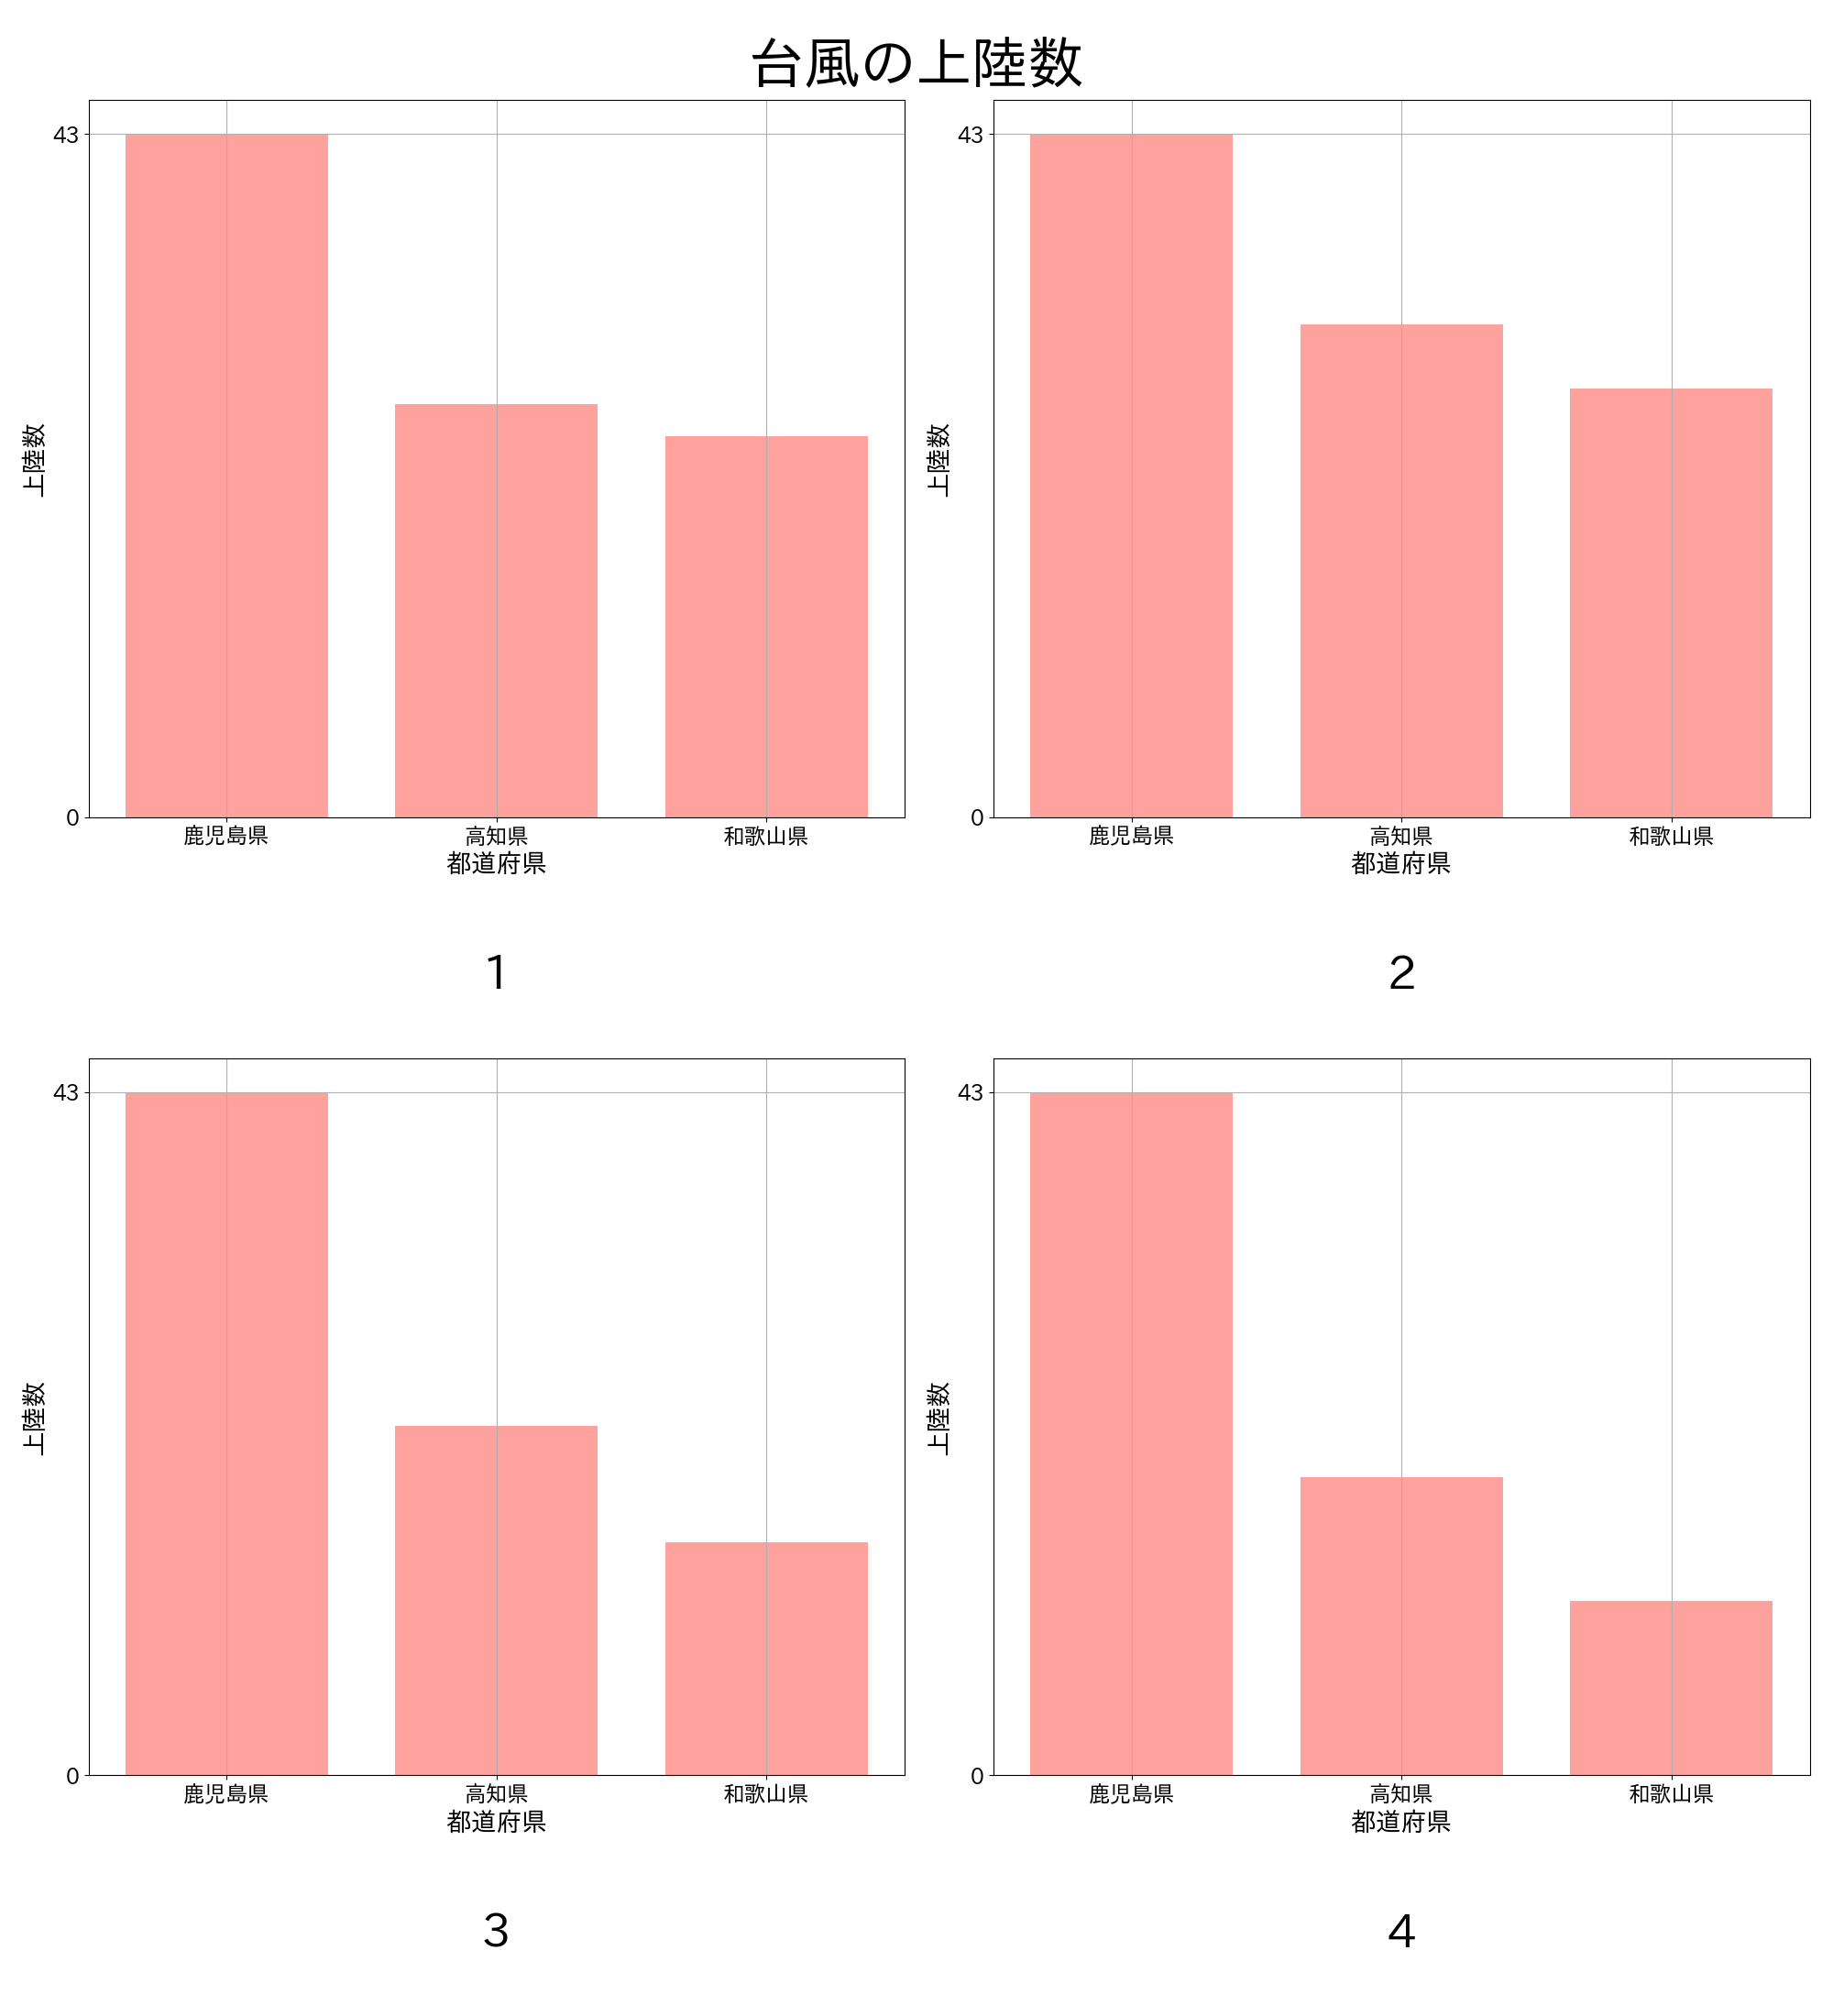 台風の上陸数
43
0
上陸数
鹿児島県 高知県 和歌山県
都道府県
1
43
0
上陸数
鹿児島県 高知県 和歌山県
都道府県
2
43
0
上陸数
鹿児島県 高知県 和歌山県
都道府県
3
43
0
上陸数
鹿児島県 高知県 和歌山県
都道府県
4